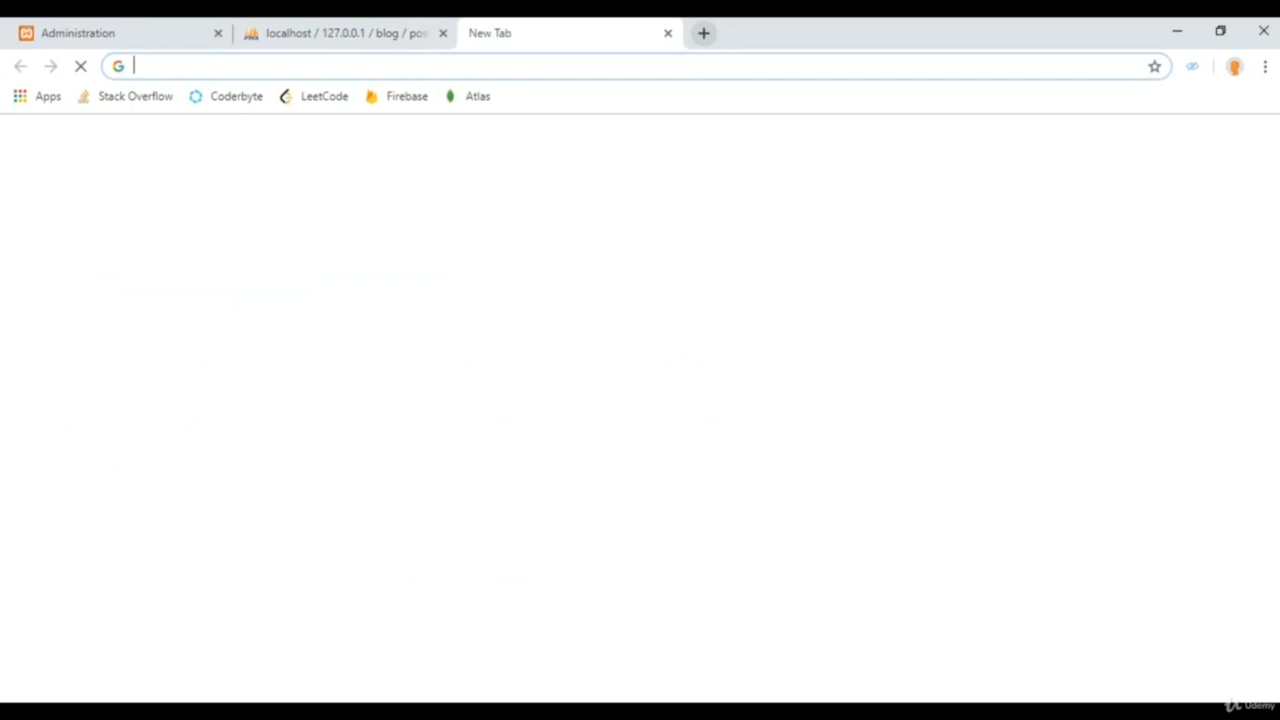 Administration
localhost / 127.0.0.1 / blog / pos
New Tab
Apps
Stack Overflow
Coderbyte
LeetCode
Firebase
Atlas
Udemy